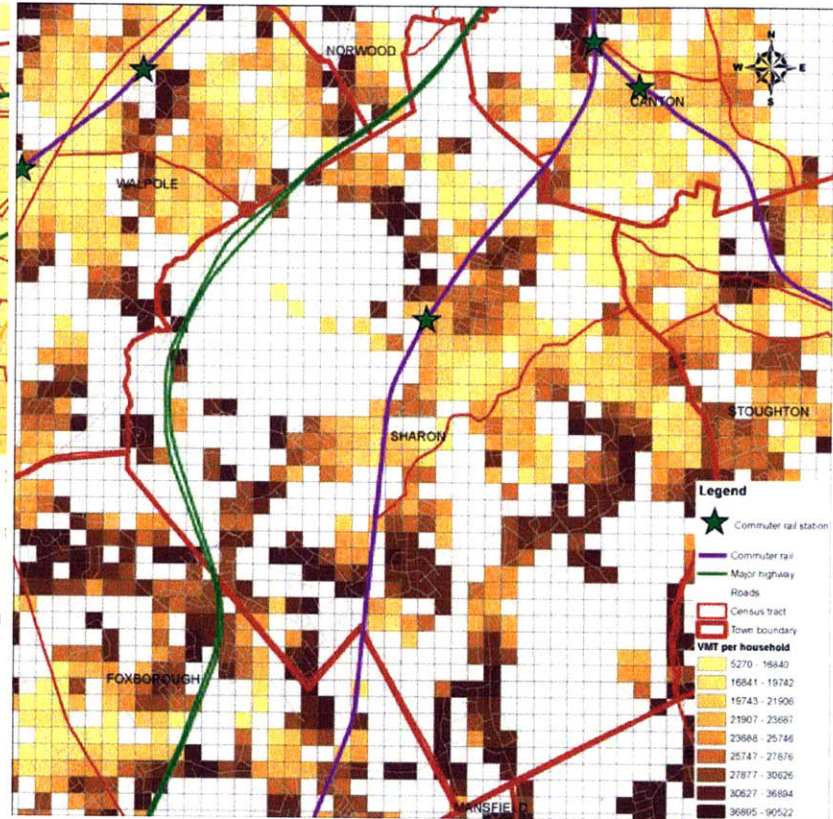 NORWOOD
N
W E
S
CANTON
WALPOLE
STOUGHTON
SHARON
Legend
Commuter rail station
Commuter rail
Major highway
Roads
Census tract
Town boundary
VMT per household
5270 - 16840
16841 - 19742
19743 - 21906
21907 - 23687
23688 - 25746
25747 - 27876
27877 - 30626
30627 - 36894
36895 - 90522
FOXBOROUGH
MANSFIELD